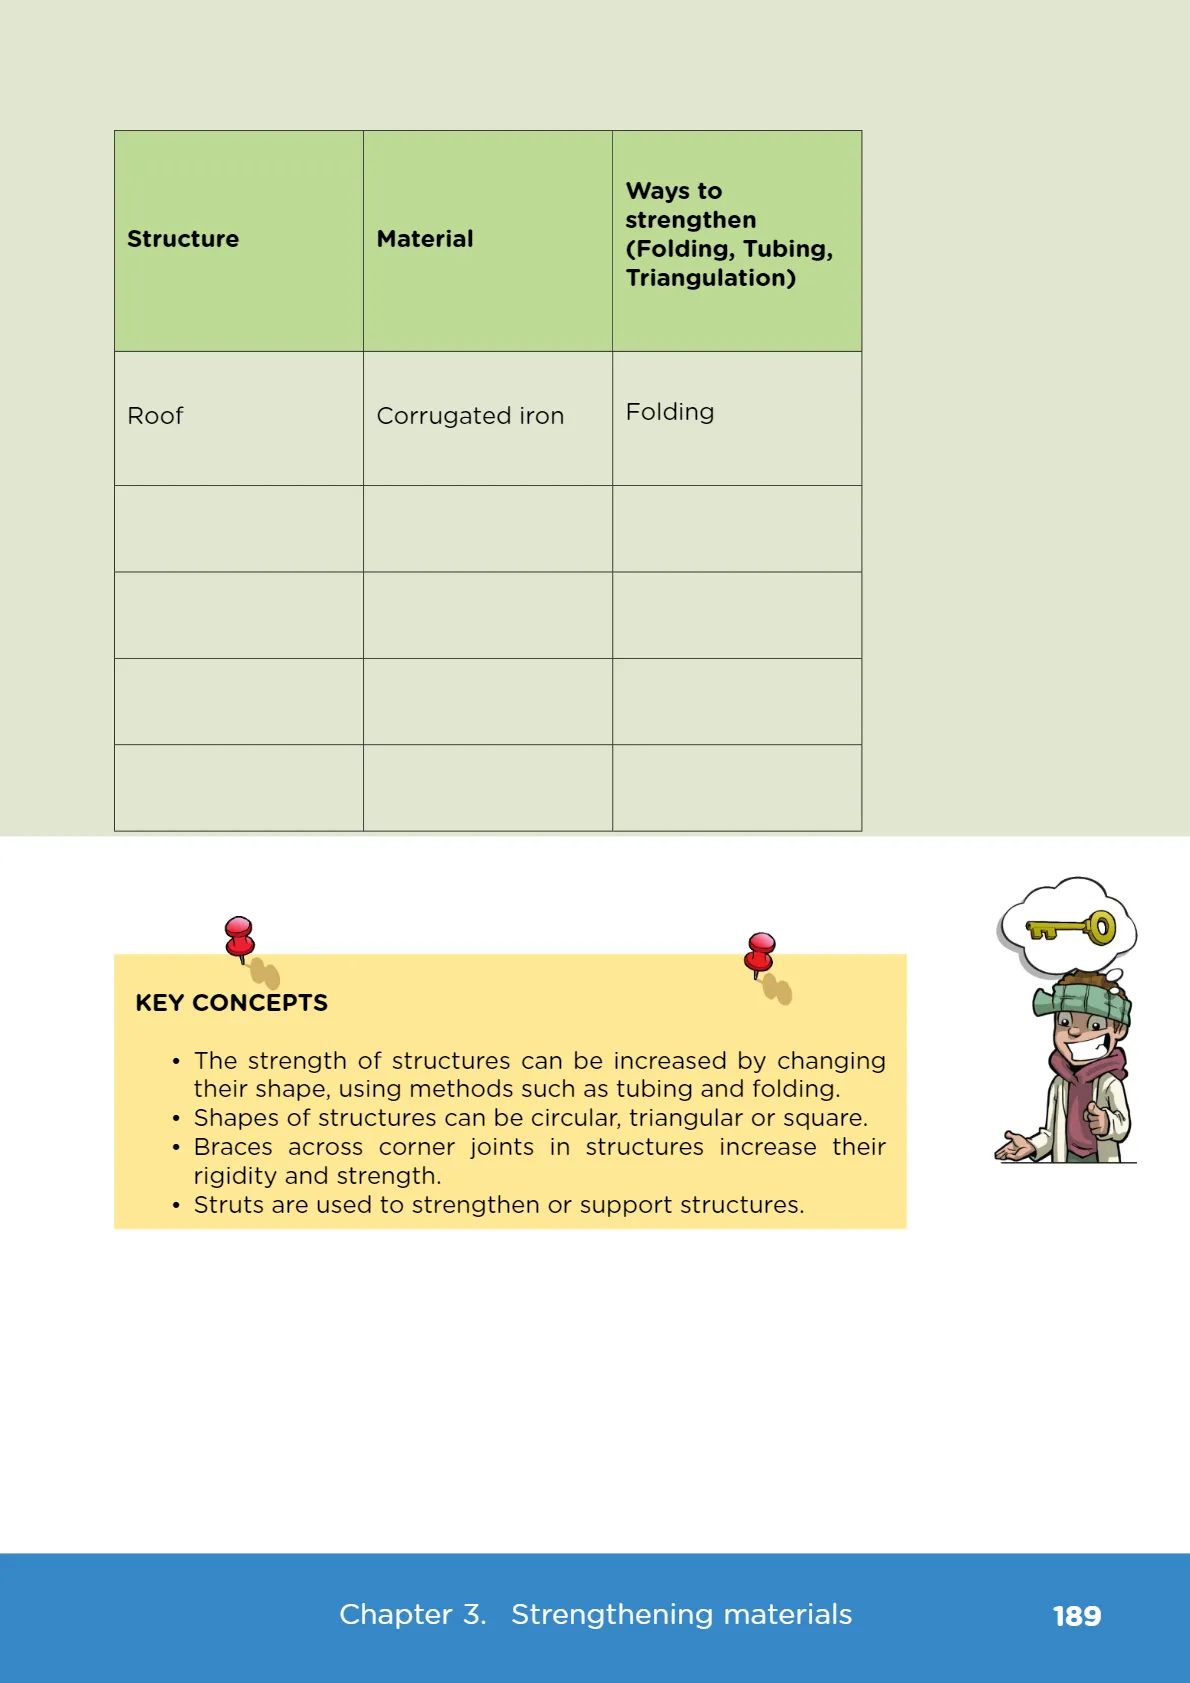 Structure
Material
Ways to
strengthen
(Folding, Tubing,
Triangulation)
Roof
Corrugated iron
Folding
KEY CONCEPTS
• The strength of structures can be increased by changing
their shape, using methods such as tubing and folding.
• Shapes of structures can be circular, triangular or square.
• Braces across corner joints in structures increase their
rigidity and strength.
• Struts are used to strengthen or support structures.
Chapter 3. Strengthening materials
189